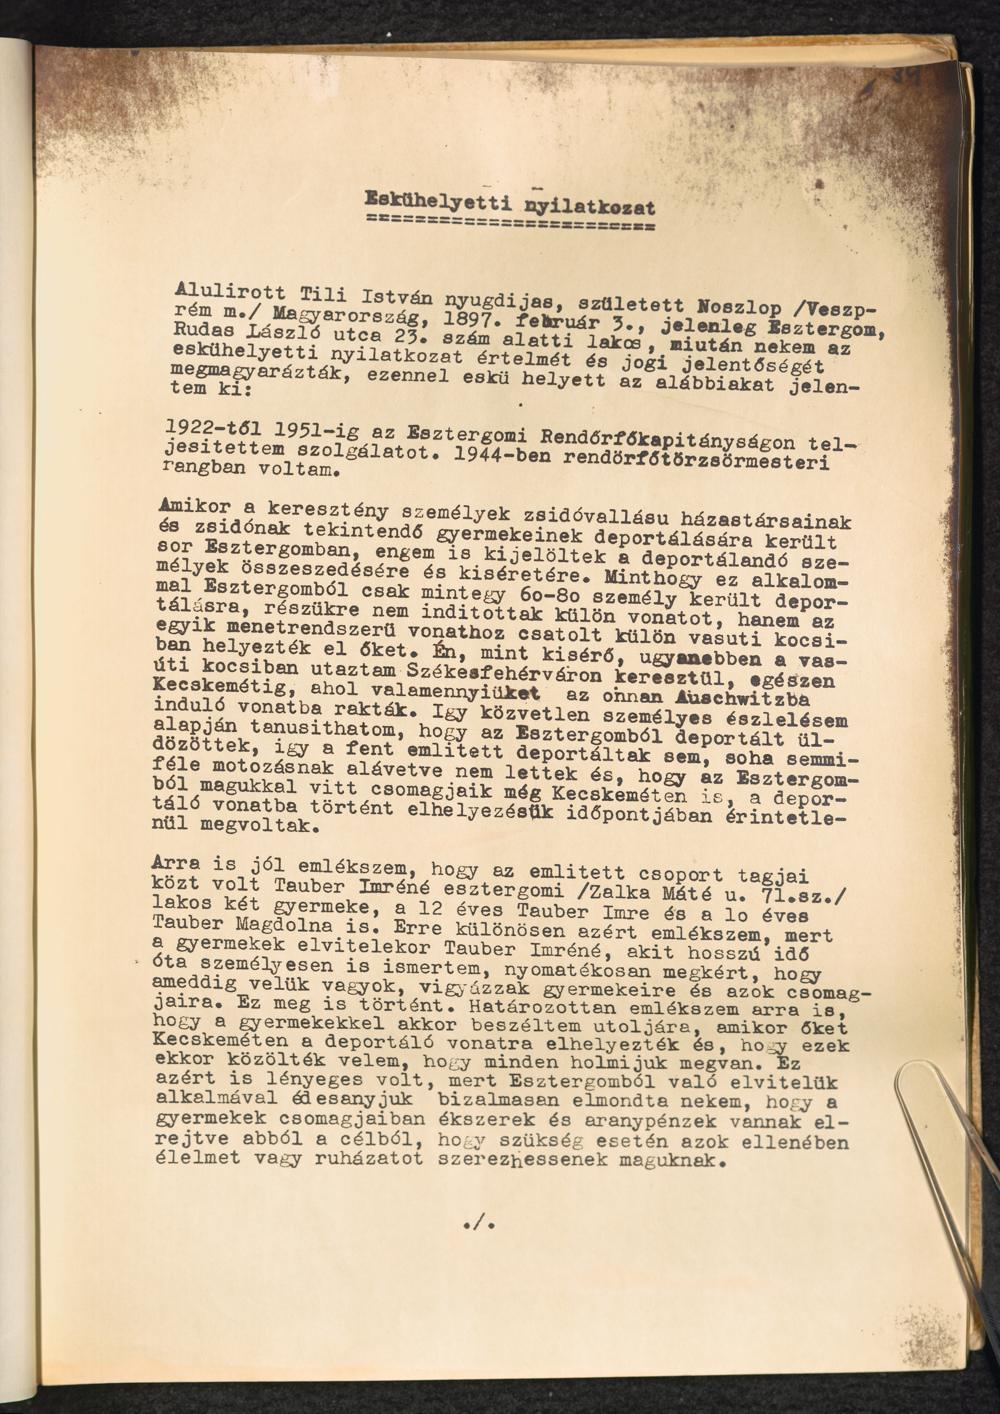 Eskühelyetti nyilatkozat
========================
Alulirott Tili István nyugdijas, született Noszlop /Veszp-
rém m./ Magyarország, 1897. február 3., jelenleg Esztergom,
Rudas László utca 23. szám alatti lakos, miután nekem az
eskühelyetti nyilatkozat értelmét és jogi jelentőségét
megmagyarázták, ezennel eskü helyett az alábbiakat jelen-
tem ki:
1922-től 1951-ig az Esztergomi Rendőrfőkapitányságon tel-
jesitettem szolgálatot. 1944-ben rendőrfőtörzsőrmesteri
rangban voltam.
Amikor a keresztény személyek zsidóvallásu házastársainak
és zsidónak tekintendő gyermekeinek deportálására került
sor Esztergomban, engem is kijelöltek a deportálandó sze-
mélyek összeszedésére és kiséretére. Minthogy ez alkalom-
mal Esztergomból csak mintegy 6o-8o személy került depor-
tálásra, részükre nem inditottak külön vonatot, hanem az
egyik menetrendszerü vonathoz csatolt külön vasuti kocsi-
ban helyezték el őket. Én, mint kisérő, ugyanebben a vas-
úti kocsiban utaztam Székesfehérváron keresztül, egészen
Kecskemétig, ahol valamennyiüket az onnan Auschwitzba
induló vonatba rakták. Igy közvetlen személyes észlelésem
alapján tanusithatom, hogy az Esztergomból deportált ül-
dözöttek, igy a fent emlitett deportáltak sem, soha semmi-
féle motozásnak alávetve nem lettek és, hogy az Esztergom-
ból magukkal vitt csomagjaik még Kecskeméten is, a depor-
táló vonatba történt elhelyezésük időpontjában érintetle-
nül megvoltak.
Arra is jól emlékszem, hogy az emlitett csoport tagjai
közt volt Tauber Imréné esztergomi /Zalka Máté u. 71.sz./
lakos két gyermeke, a 12 éves Tauber Imre és a lo éves
Tauber Magdolna is. Erre különösen azért emlékszem, mert
a gyermekek elvitelekor Tauber Imréné, akit hosszú idő
óta személyesen is ismertem, nyomatékosan megkért, hogy
ameddig velük vagyok, vigyázzak gyermekeire és azok csomag-
jaira. Ez meg is történt. Határozottan emlékszem arra is,
hogy a gyermekekkel akkor beszéltem utoljára, amikor őket
Kecskeméten a deportáló vonatra elhelyezték és, hogy ezek
ekkor közölték velem, hogy minden holmijuk megvan. Ez
azért is lényeges volt, mert Esztergomból való elvitelük
alkalmával édesanyjuk bizalmasan elmondta nekem, hogy a
gyermekek csomagjaiban ékszerek és aranypénzek vannak el-
rejtve abból a célból, hogy szükség esetén azok ellenében
élelmet vagy ruházatot szerezhessenek maguknak.
./.